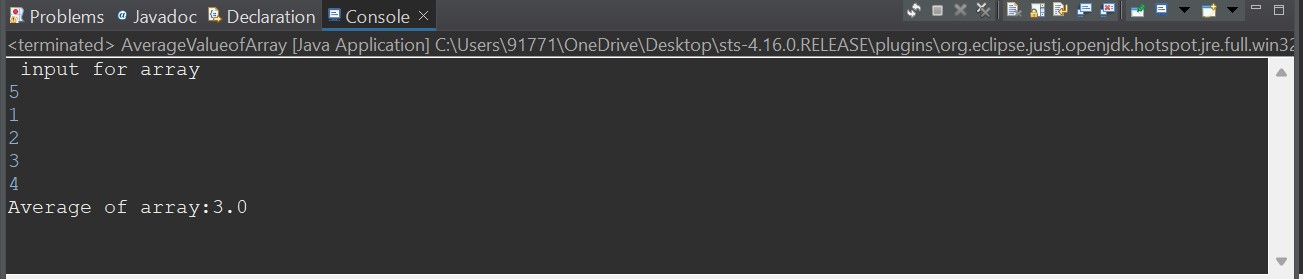 Problems @ Javadoc Declaration Console
<terminated> AverageValueofArray [Java Application] C:\Users\91771\OneDrive\Desktop\sts-4.16.0.RELEASE\plugins\org.eclipse.justj.openjdk.hotspot.jre.full.win32
input for array
5
1
2
3
4
Average of array:3.0